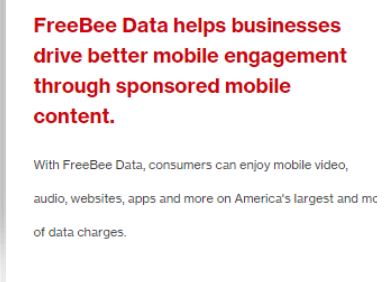 FreeBee Data helps businesses
drive better mobile engagement
through sponsored mobile
content.
With FreeBee Data, consumers can enjoy mobile video,
audio, websites, apps and more on America's largest and
of data charges.